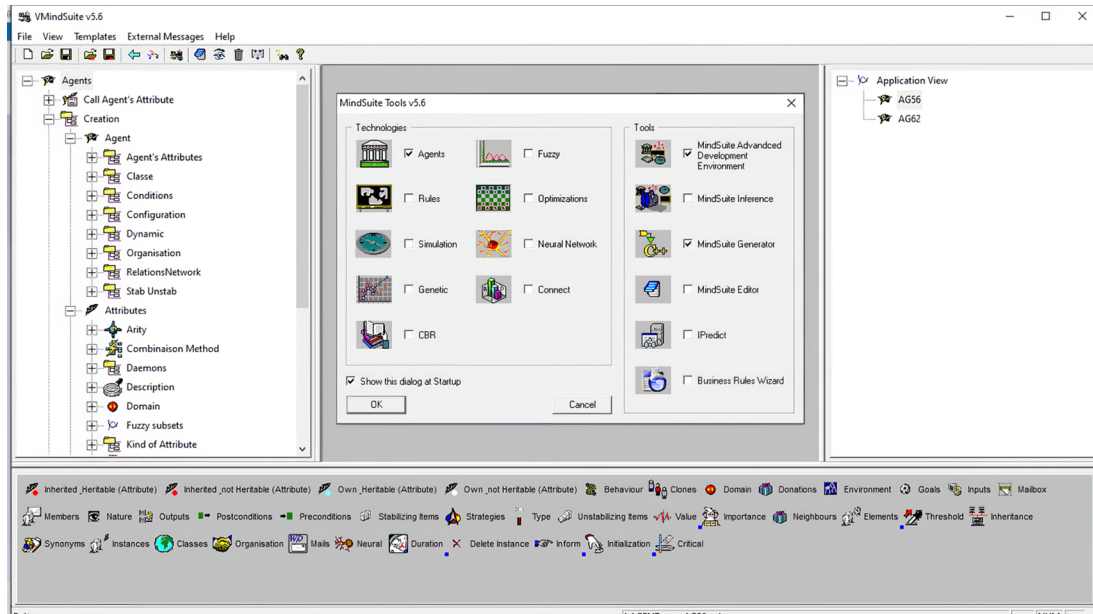 VMindSuite v5.6
File View Templates External Messages Help
Agents
Call Agent's Attribute
Creation
Agent
Agent's Attributes
Classe
Conditions
Configuration
Dynamic
Organisation
RelationsNetwork
Stab Unstab
Attributes
Arity
Combinaison Method
Daemons
Description
Domain
Fuzzy subsets
Kind of Attribute
MindSuite Tools v5.6
Technologies
Agents Fuzzy
Rules Optimizations
Simulation Neural Network
Genetic Connect
CBR
Show this dialog at Startup
OK Cancel
Tools
MindSuite Advandced
Development
Environment
MindSuite Inference
MindSuite Generator
MindSuite Editor
IPredict
Business Rules Wizard
Application View
AG56
AG62
Inherited_Heritable (Attribute) Inherited_not Heritable (Attribute) Own_Heritable (Attribute) Own_not Heritable (Attribute) Behaviour Clones Domain Donations Environment Goals Inputs Mailbox
Members Nature Outputs Postconditions Preconditions Stabilizing Items Strategies Type Unstabilizing Items Value Importance Neighbours Elements Threshold Inheritance
Synonyms Instances Classes Organisation Mails Neural Duration Delete Instance Inform Initialization Critical